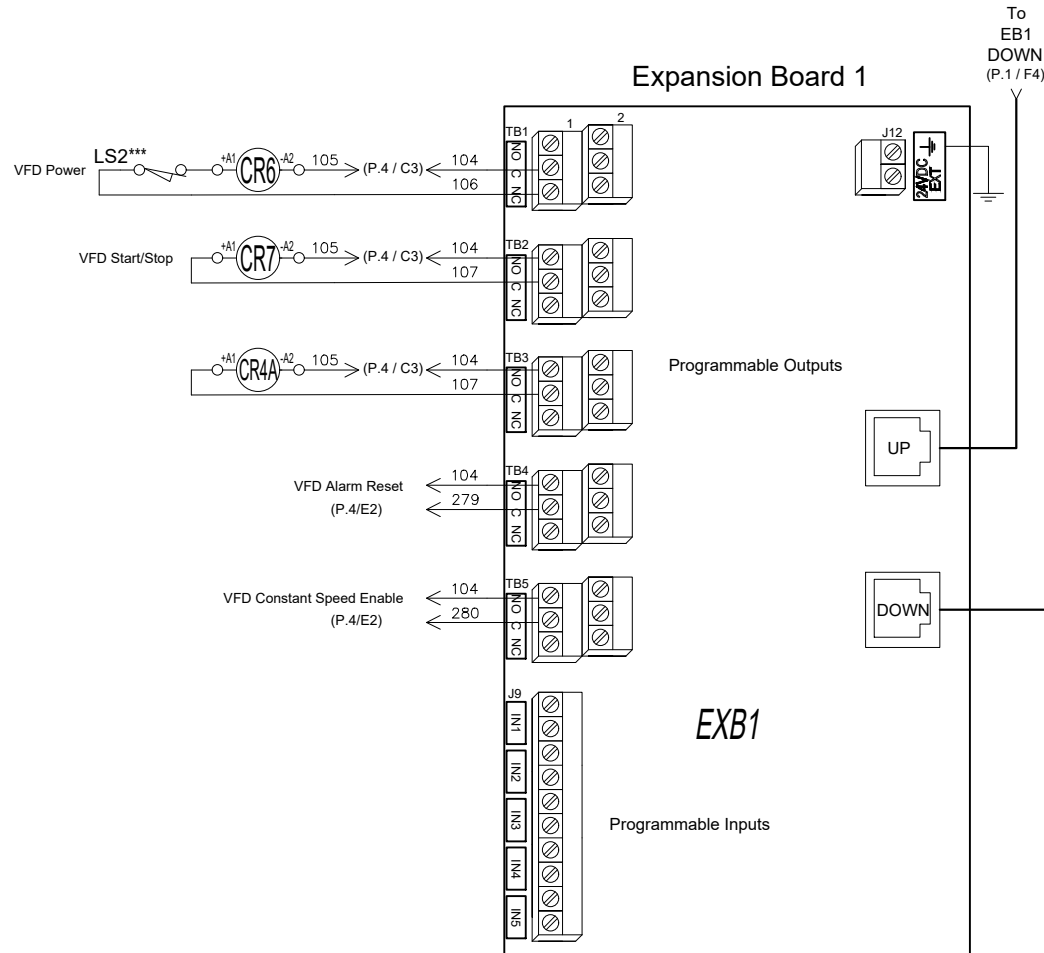 To
EB1
DOWN
(P.1 / F4)
Expansion Board 1
VFD Power
LS2***
+A1 CR6 -A2
105
(P.4 / C3)
104
106
TB1
NO C NC
1
2
J12
24VDC EXT
VFD Start/Stop
+A1 CR7 -A2
105
(P.4 / C3)
104
107
TB2
NO C NC
+A1 CR4A -A2
105
(P.4 / C3)
104
107
TB3
NO C NC
Programmable Outputs
UP
VFD Alarm Reset
(P.4/E2)
104
279
TB4
NO C NC
VFD Constant Speed Enable
(P.4/E2)
104
280
TB5
NO C NC
DOWN
J9
IN1
IN2
IN3
IN4
IN5
EXB1
Programmable Inputs